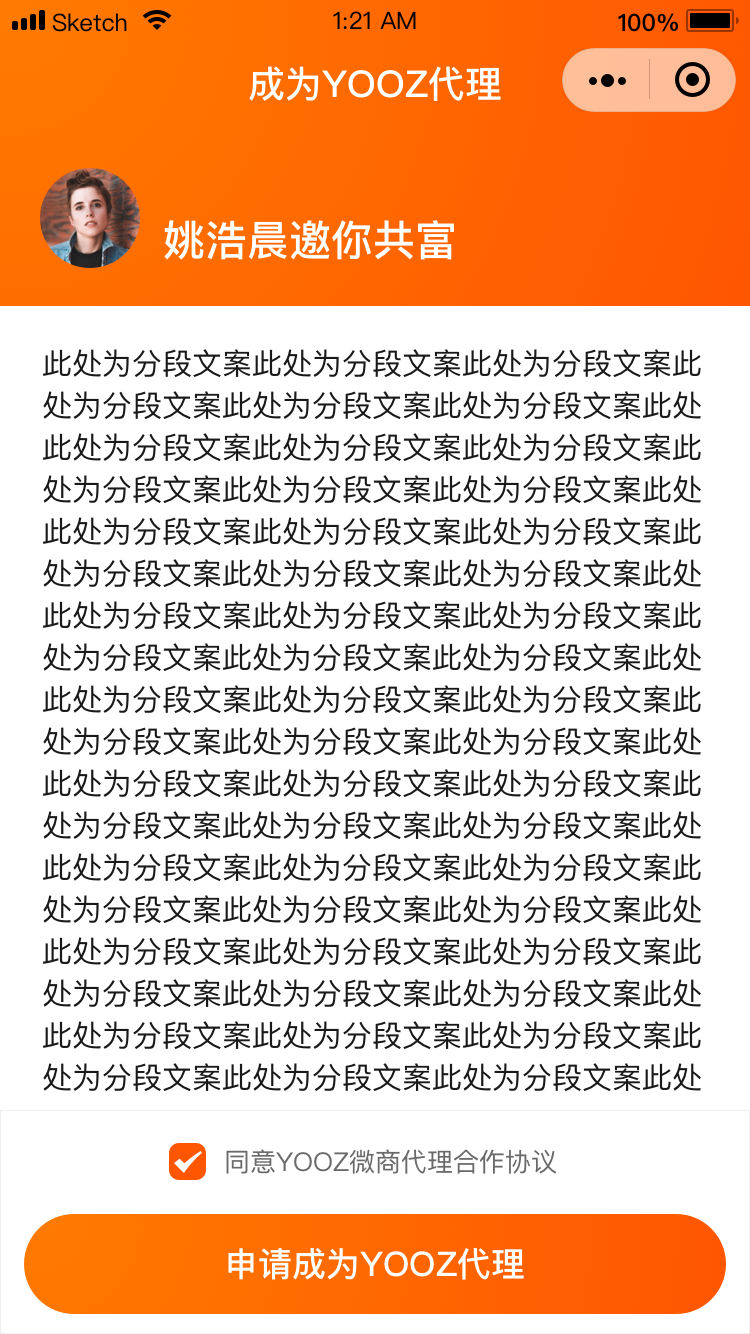 Sketch 1:21 AM 100%
成为YOOZ代理
姚浩晨邀你共富
此处为分段文案此处为分段文案此处为分段文案此
处为分段文案此处为分段文案此处为分段文案此处
此处为分段文案此处为分段文案此处为分段文案此
处为分段文案此处为分段文案此处为分段文案此处
此处为分段文案此处为分段文案此处为分段文案此
处为分段文案此处为分段文案此处为分段文案此处
此处为分段文案此处为分段文案此处为分段文案此
处为分段文案此处为分段文案此处为分段文案此处
此处为分段文案此处为分段文案此处为分段文案此
处为分段文案此处为分段文案此处为分段文案此处
此处为分段文案此处为分段文案此处为分段文案此
处为分段文案此处为分段文案此处为分段文案此处
此处为分段文案此处为分段文案此处为分段文案此
处为分段文案此处为分段文案此处为分段文案此处
此处为分段文案此处为分段文案此处为分段文案此
处为分段文案此处为分段文案此处为分段文案此处
此处为分段文案此处为分段文案此处为分段文案此
处为分段文案此处为分段文案此处为分段文案此处
同意YOOZ微商代理合作协议
申请成为YOOZ代理